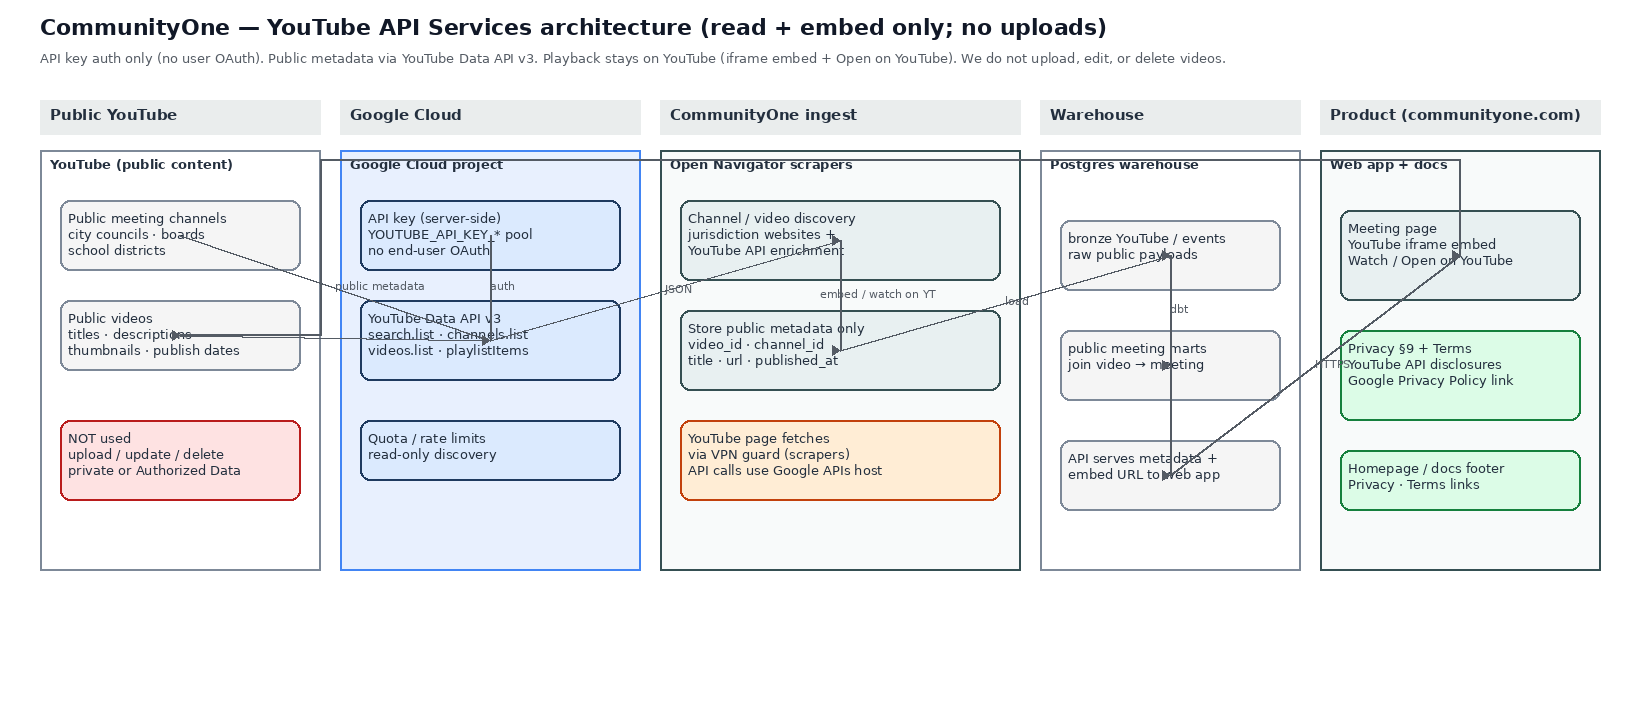 CommunityOne — YouTube API Services architecture (read + embed only; no uploads)
API key auth only (no user OAuth). Public metadata via YouTube Data API v3. Playback stays on YouTube (iframe embed + Open on YouTube). We do not upload, edit, or delete videos.
Public YouTube
YouTube (public content)
Public meeting channels
city councils · boards
school districts
Public videos
titles · descriptions
thumbnails · publish dates
NOT used
upload / update / delete
private or Authorized Data
Google Cloud
Google Cloud project
API key (server-side)
YOUTUBE_API_KEY_* pool
no end-user OAuth
public metadata
auth
YouTube Data API v3
search.list · channels.list
videos.list · playlistItems
Quota / rate limits
read-only discovery
CommunityOne ingest
Open Navigator scrapers
Channel / video discovery
jurisdiction websites +
YouTube API enrichment
JSON
embed / watch on YT
Store public metadata only
video_id · channel_id
title · url · published_at
YouTube page fetches
via VPN guard (scrapers)
API calls use Google APIs host
load
Warehouse
Postgres warehouse
bronze YouTube / events
raw public payloads
dbt
public meeting marts
join video → meeting
API serves metadata +
embed URL to web app
HTTPS
Product (communityone.com)
Web app + docs
Meeting page
YouTube iframe embed
Watch / Open on YouTube
Privacy §9 + Terms
YouTube API disclosures
Google Privacy Policy link
Homepage / docs footer
Privacy · Terms links